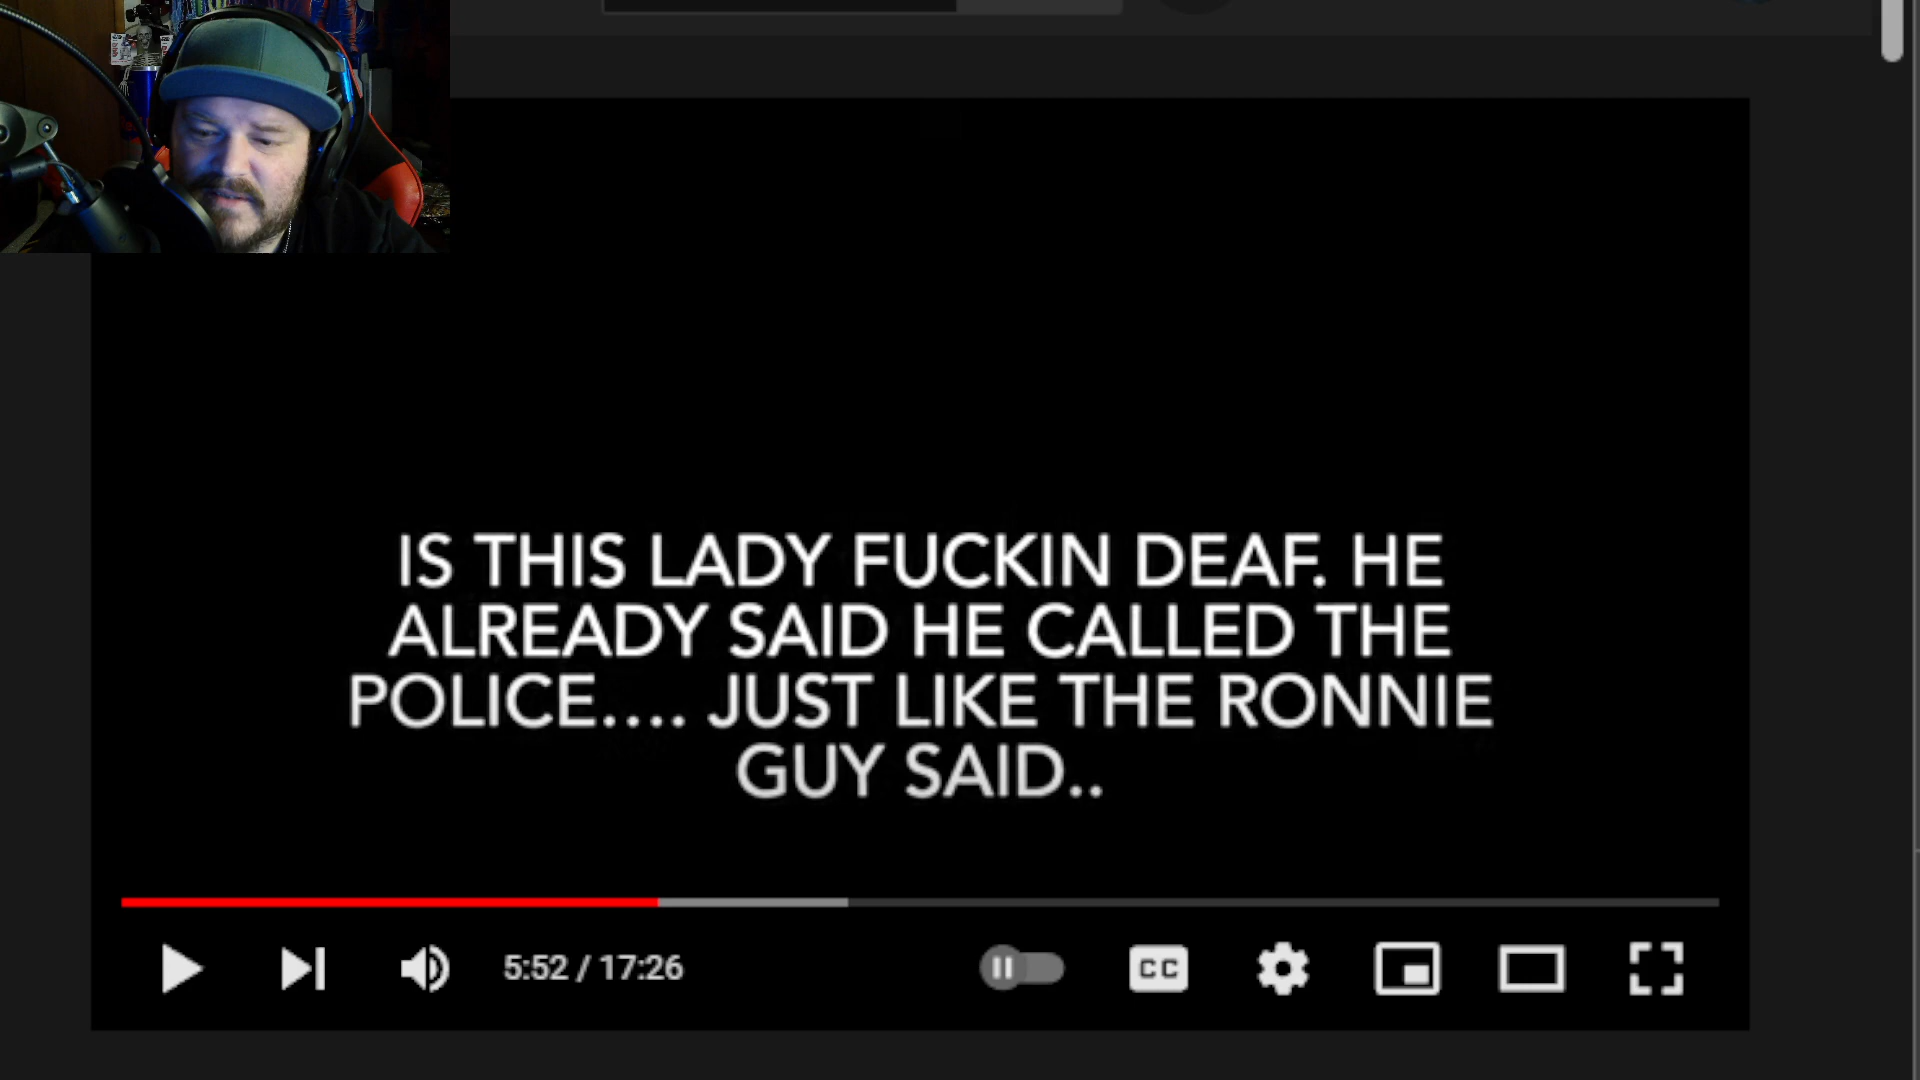 IS THIS LADY FUCKIN DEAF. HE
ALREADY SAID HE CALLED THE
POLICE.... JUST LIKE THE RONNIE
GUY SAID..
5:52 / 17:26
CC